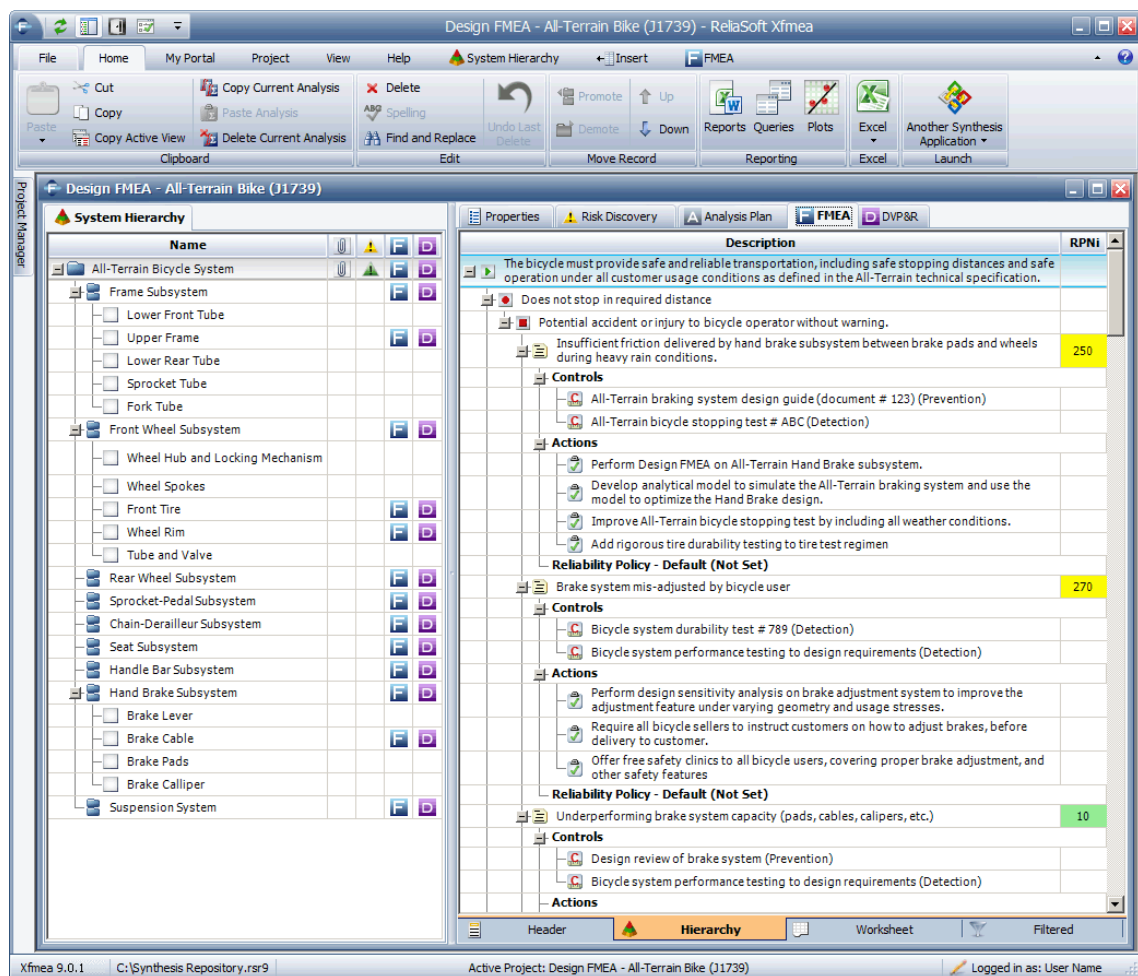 Design FMEA - All-Terrain Bike (J1739) - ReliaSoft Xfmea
File Home My Portal Project View Help System Hierarchy Insert FMEA
Paste
Cut
Copy
Copy Active View
Copy Current Analysis
Paste Analysis
Delete Current Analysis
Clipboard
Delete
Spelling
Find and Replace
Undo Last Delete
Edit
Promote
Demote
Up
Down
Move Record
Reports Queries Plots
Reporting
Excel
Excel
Another Synthesis
Application
Launch
Project Manager
Design FMEA - All-Terrain Bike (J1739)
System Hierarchy
Name
All-Terrain Bicycle System
Frame Subsystem
Lower Front Tube
Upper Frame
Lower Rear Tube
Sprocket Tube
Fork Tube
Front Wheel Subsystem
Wheel Hub and Locking Mechanism
Wheel Spokes
Front Tire
Wheel Rim
Tube and Valve
Rear Wheel Subsystem
Sprocket-Pedal Subsystem
Chain-Derailleur Subsystem
Seat Subsystem
Handle Bar Subsystem
Hand Brake Subsystem
Brake Lever
Brake Cable
Brake Pads
Brake Calliper
Suspension System
Properties Risk Discovery Analysis Plan FMEA DVP&R
Description RPNi
The bicycle must provide safe and reliable transportation, including safe stopping distances and safe
operation under all customer usage conditions as defined in the All-Terrain technical specification.
Does not stop in required distance
Potential accident or injury to bicycle operator without warning.
Insufficient friction delivered by hand brake subsystem between brake pads and wheels
during heavy rain conditions.
250
Controls
All-Terrain braking system design guide (document # 123) (Prevention)
All-Terrain bicycle stopping test # ABC (Detection)
Actions
Perform Design FMEA on All-Terrain Hand Brake subsystem.
Develop analytical model to simulate the All-Terrain braking system and use the
model to optimize the Hand Brake design.
Improve All-Terrain bicycle stopping test by including all weather conditions.
Add rigorous tire durability testing to tire test regimen
Reliability Policy - Default (Not Set)
Brake system mis-adjusted by bicycle user 270
Controls
Bicycle system durability test # 789 (Detection)
Bicycle system performance testing to design requirements (Detection)
Actions
Perform design sensitivity analysis on brake adjustment system to improve the
adjustment feature under varying geometry and usage stresses.
Require all bicycle sellers to instruct customers on how to adjust brakes, before
delivery to customer.
Offer free safety clinics to all bicycle users, covering proper brake adjustment, and
other safety features
Reliability Policy - Default (Not Set)
Underperforming brake system capacity (pads, cables, calipers, etc.) 10
Controls
Design review of brake system (Prevention)
Bicycle system performance testing to design requirements (Detection)
Actions
Header Hierarchy Worksheet Filtered
Xfmea 9.0.1 C:\Synthesis Repository.rsr9 Active Project: Design FMEA - All-Terrain Bike (J1739) Logged in as: User Name